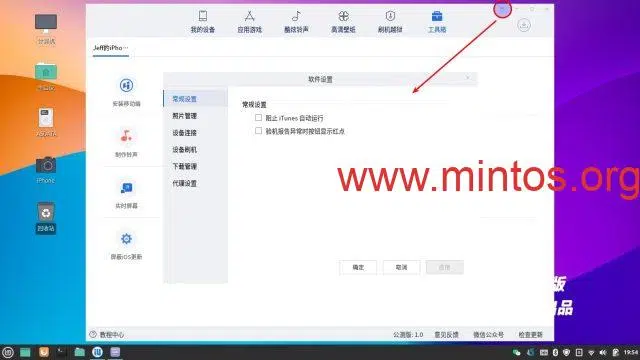 我的设备 应用游戏 酷炫铃声 高清壁纸 刷机越狱 工具箱
计算机
Jeff的iPho ···
软件设置
常规设置
照片管理
设备连接
设备刷机
下载管理
代理设置
常规设置
阻止 iTunes 自动运行
验机报告异常时按钮显示红点
安装移动端
制作铃声
实时屏幕
屏蔽iOS更新
iPhone
回收站
www.mintos.org
确定 取消 应用
版
品
教程中心
公测版: 1.0 意见反馈 微信公众号 检查更新
19:54